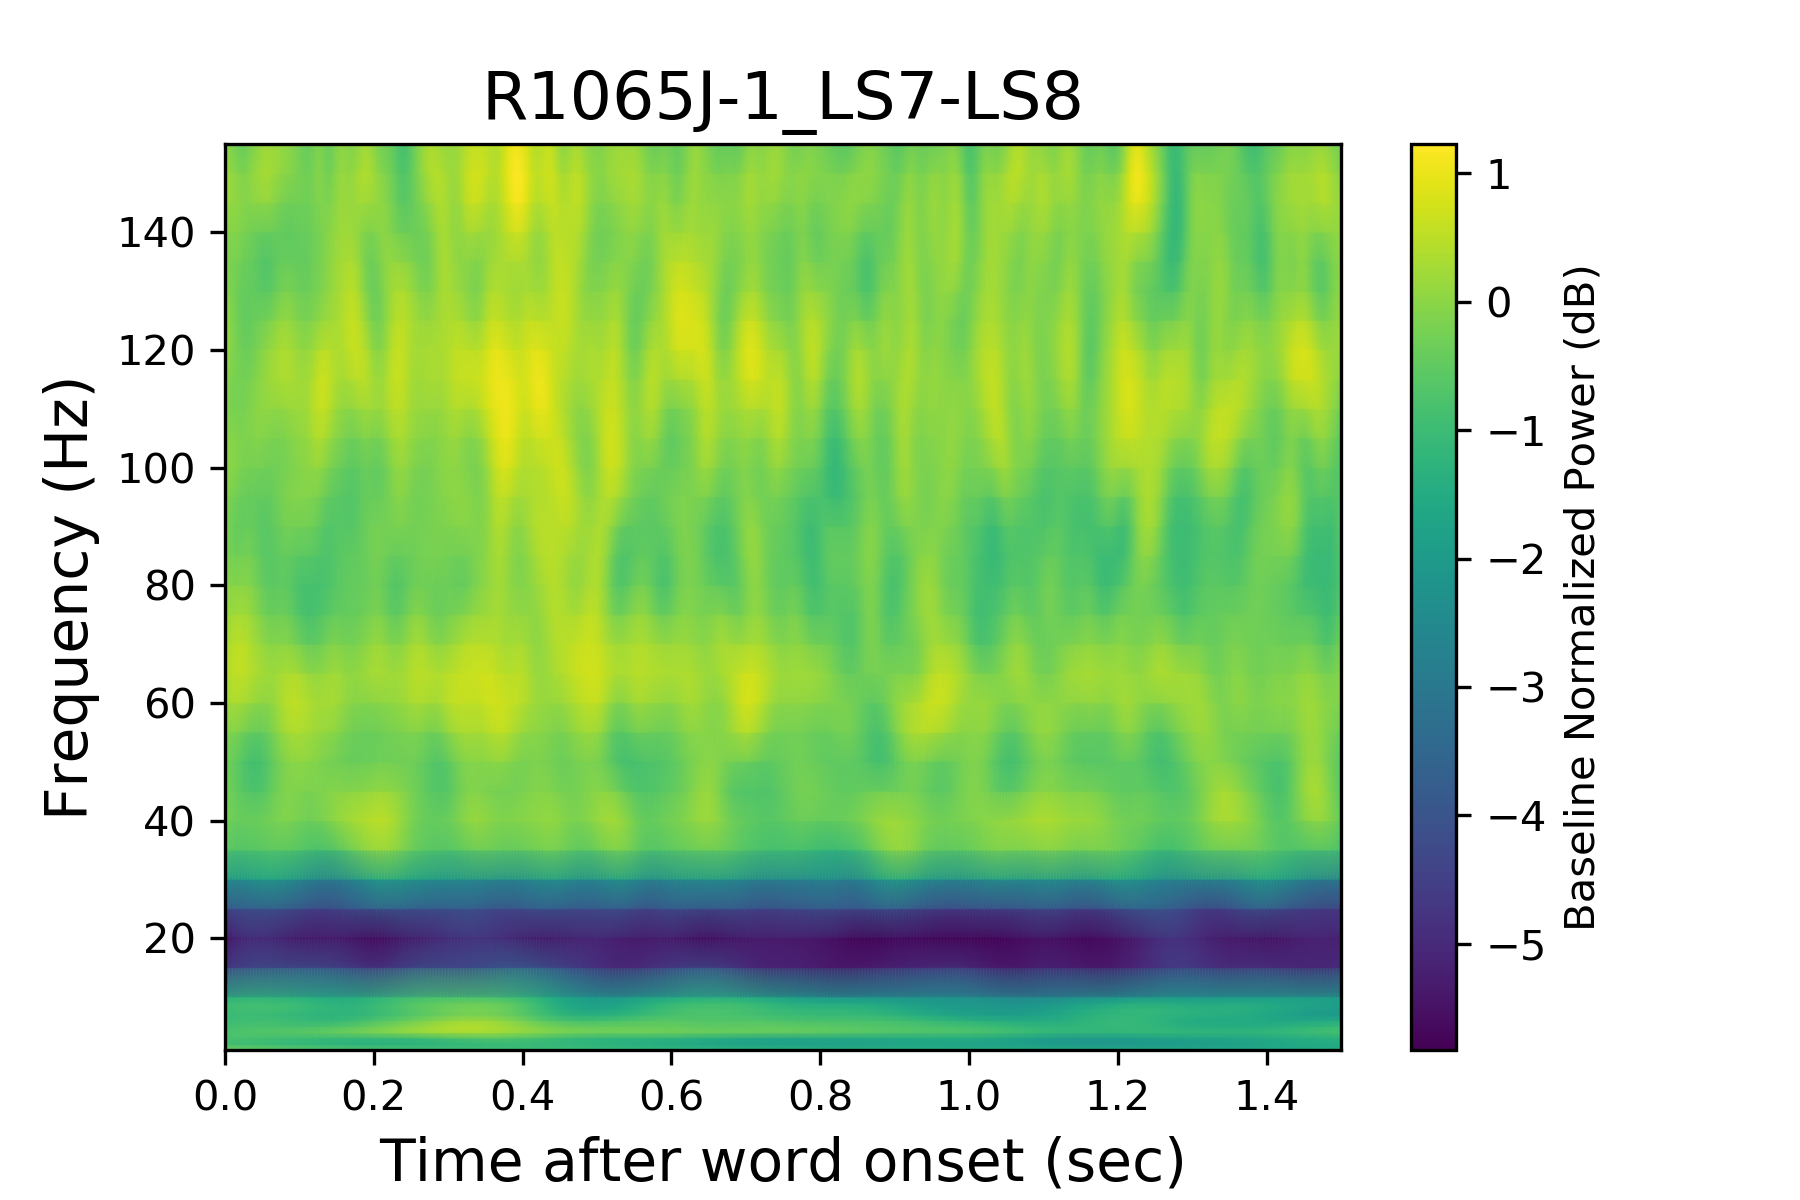 R1065J-1_LS7-LS8
Frequency (Hz)
140
120
100
80
60
40
20
0.0 0.2 0.4 0.6 0.8 1.0 1.2 1.4
Time after word onset (sec)
1
0
−1
−2
−3
−4
−5
Baseline Normalized Power (dB)